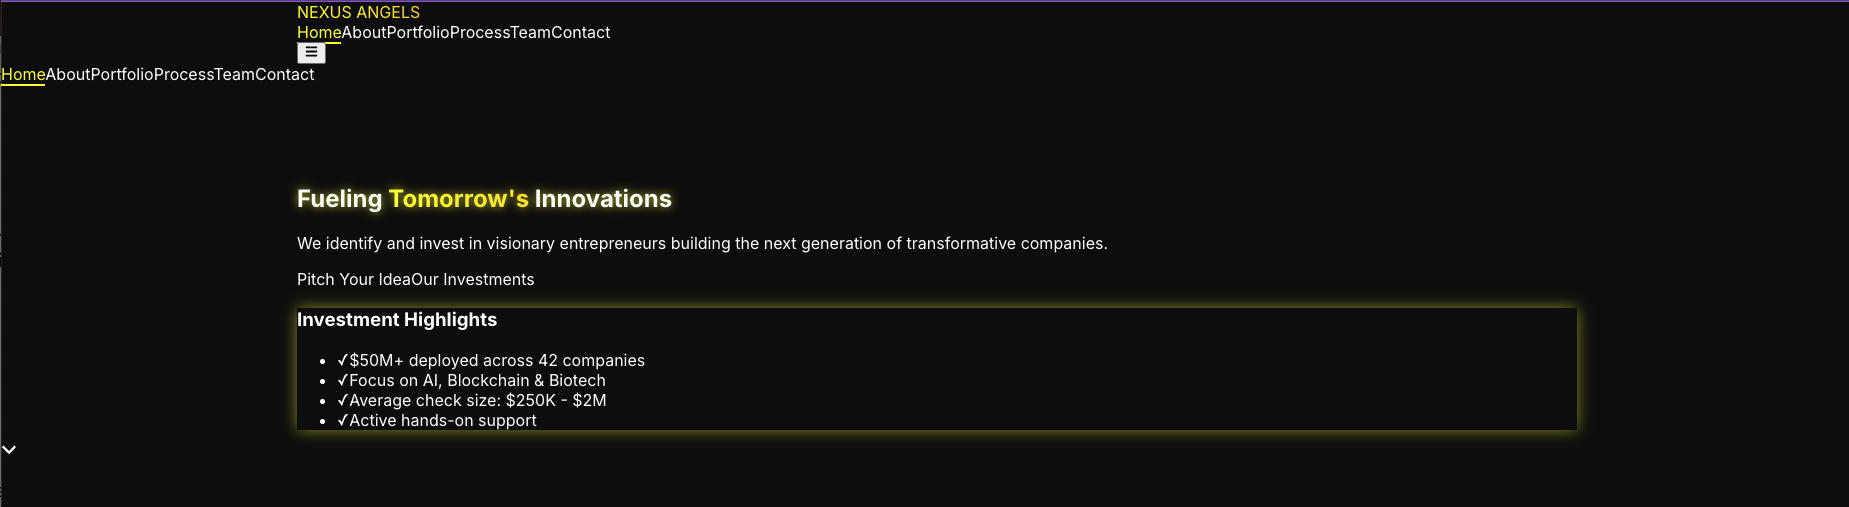 NEXUS ANGELS
HomeAboutPortfolioProcessTeamContact
HomeAboutPortfolioProcessTeamContact
Fueling Tomorrow's Innovations
We identify and invest in visionary entrepreneurs building the next generation of transformative companies.
Pitch Your IdeaOur Investments
Investment Highlights
• ✓$50M+ deployed across 42 companies
• ✓Focus on AI, Blockchain & Biotech
• ✓Average check size: $250K - $2M
• ✓Active hands-on support